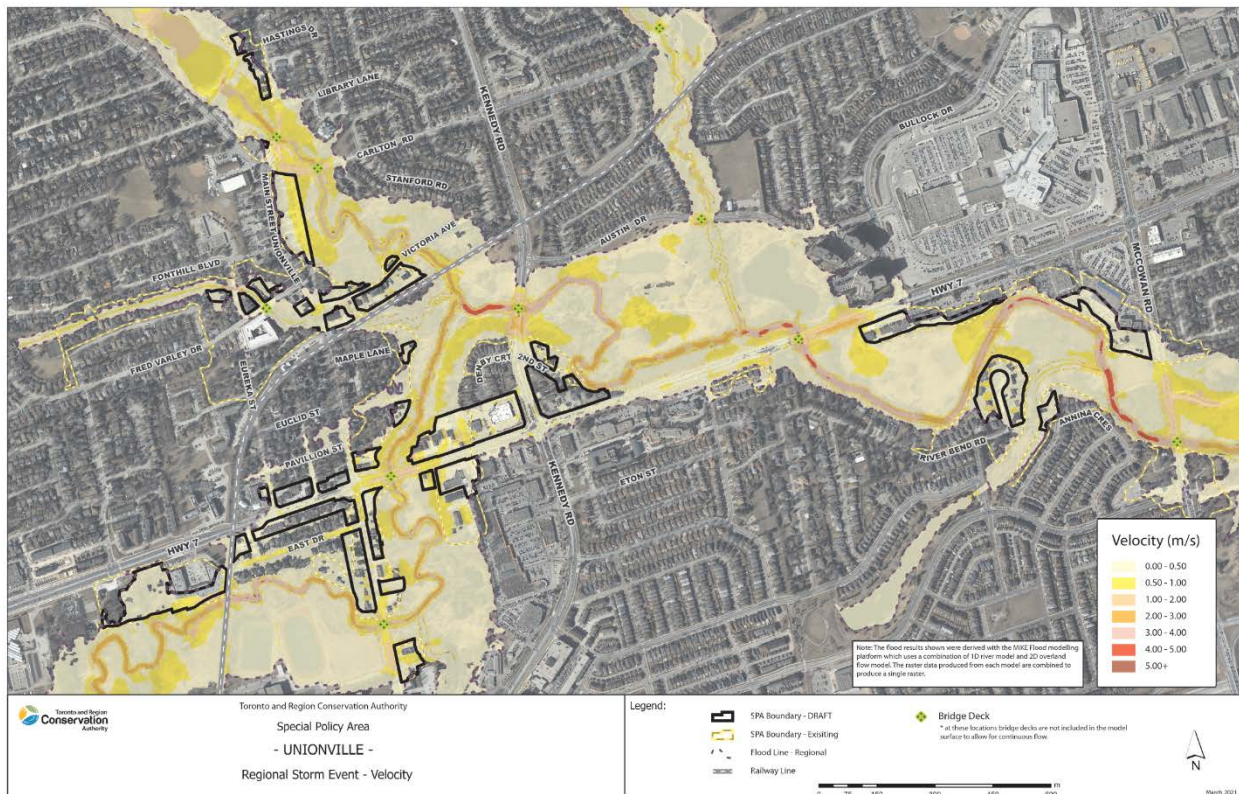 HASTINGS DR
LIBRARY LANE
CARLTON RD
STANFORD RD
KENNEDY RD
BULLOCK DR
MAIN STREET UNIONVILLE
VICTORIA AVE
AUSTIN DR
FONTHILL BLVD
HWY 7
MCCOWAN RD
FRED VARLEY DR
MAPLE LANE
DENBY CRT
2ND ST
EUREKA ST
EUCLID ST
PAVILLION ST
RIVER BEND RD
ANNINA CRES
ETON ST
KENNEDY RD
HWY 7
EAST DR
Velocity (m/s)
0.00 - 0.50
0.50 - 1.00
1.00 - 2.00
2.00 - 3.00
3.00 - 4.00
4.00 - 5.00
5.00+
Note: The flood results shown were derived with the MIKE Flood modelling
platform which uses a combination of 1D river model and 2D overland
flow model. The raster data produced from each model are combined to
produce a single raster.
Toronto and Region
Conservation
Authority
Toronto and Region Conservation Authority
Special Policy Area
- UNIONVILLE -
Regional Storm Event - Velocity
Legend:
SPA Boundary - DRAFT
SPA Boundary - Exisiting
Flood Line - Regional
Railway Line
Bridge Deck
* at these locations bridge decks are not included in the model
surface to allow for continuous flow.
m
0 75 150 300 450 600
N
March, 2021